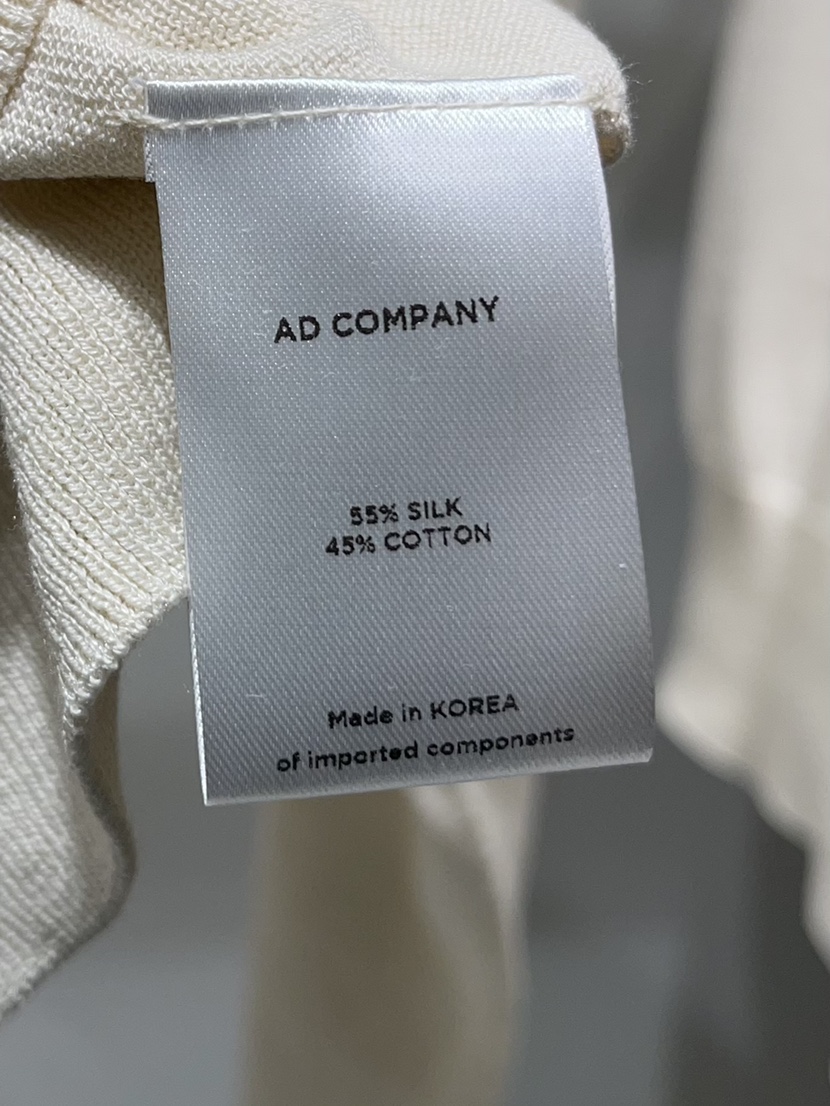 AD COMPANY
55% SILK
45% COTTON
Made in KOREA
of imported components